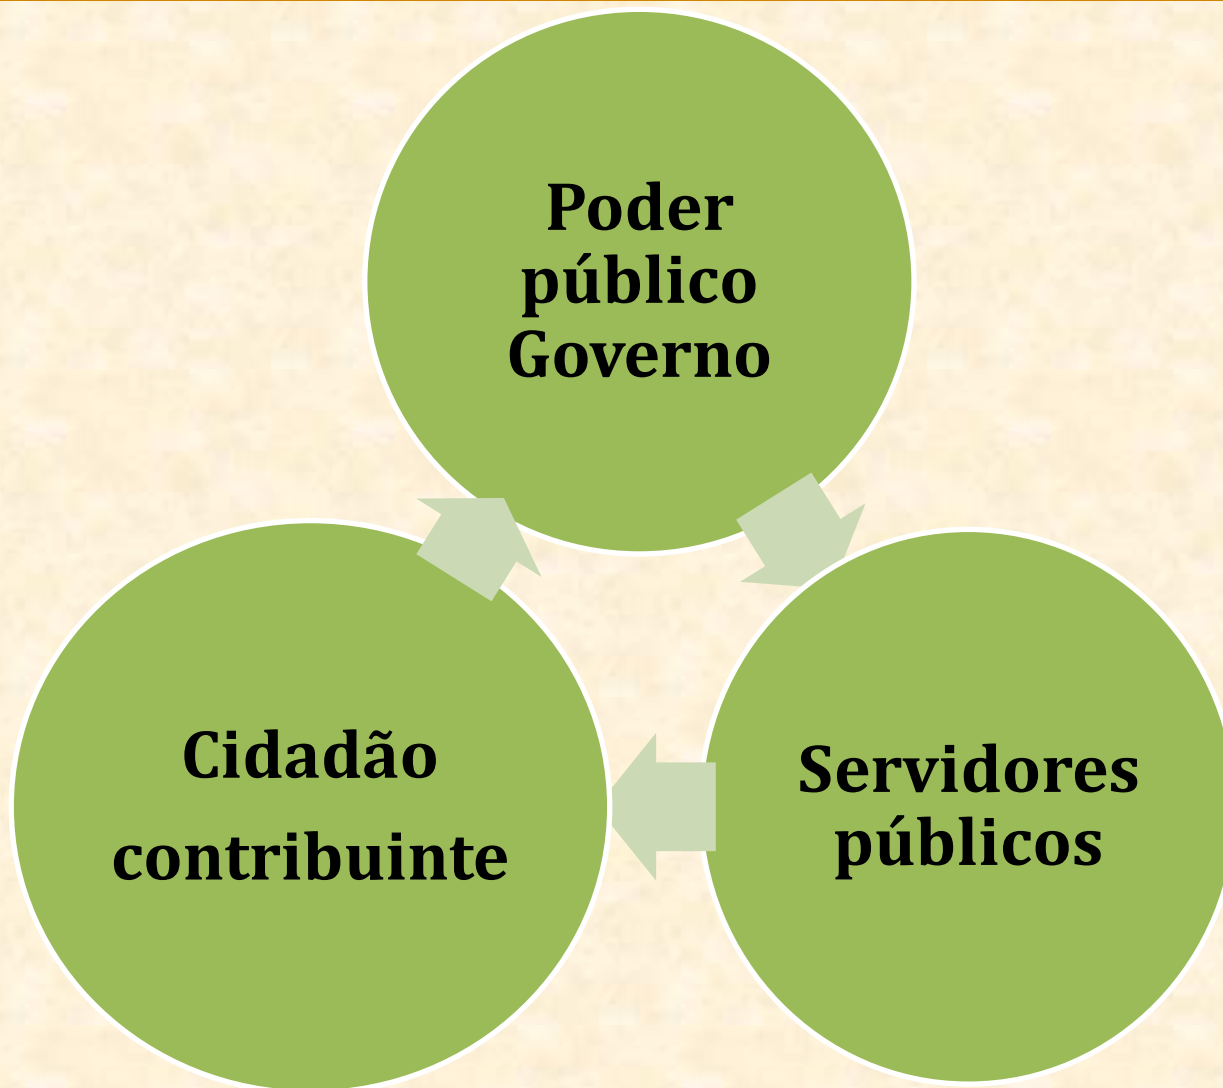 Poder
público
Governo
Cidadão
contribuinte
Servidores
públicos